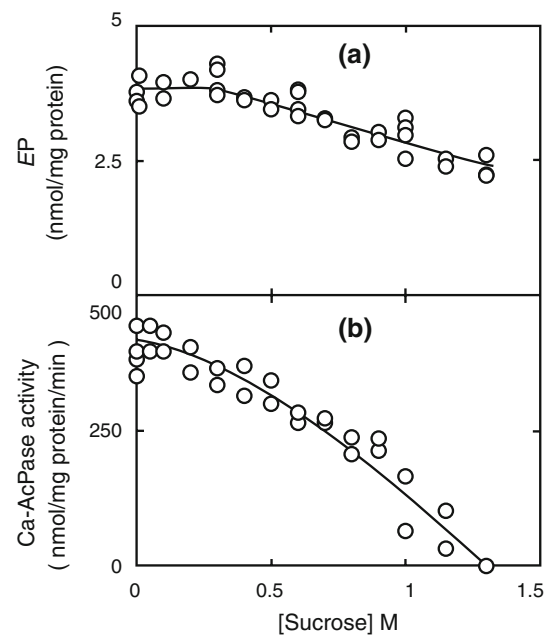 5
(a)
EP
(nmol/mg protein)
2.5
0
500
(b)
Ca-AcPase activity
( nmol/mg protein/min)
250
0
0 0.5 1 1.5
[Sucrose] M